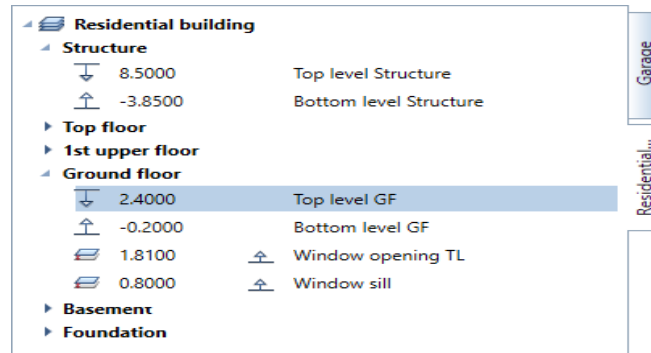 Residential building
Structure
8.5000 Top level Structure
-3.8500 Bottom level Structure
Top floor
1st upper floor
Ground floor
2.4000 Top level GF
-0.2000 Bottom level GF
1.8100 Window opening TL
0.8000 Window sill
Basement
Foundation
Garage
Residential...